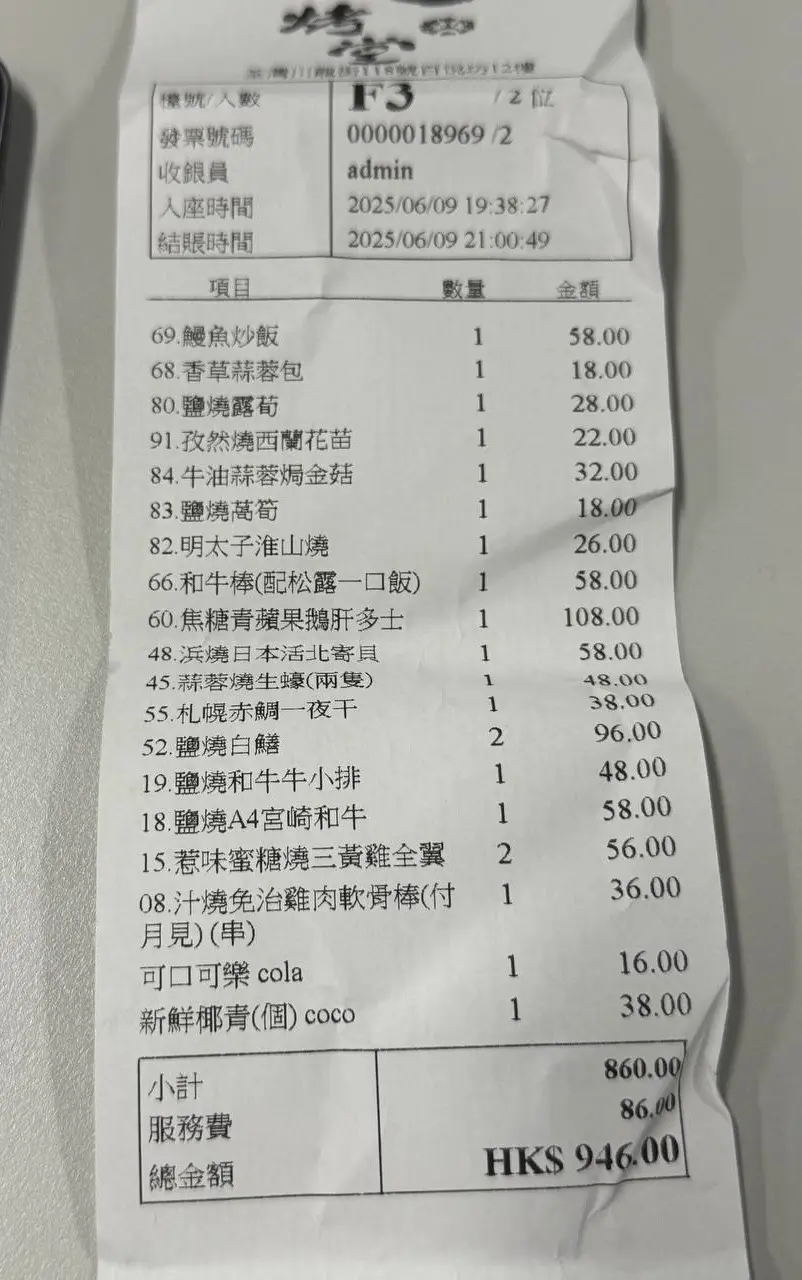 烤堂
檯號/人數 F3 / 2 位
發票號碼 0000018969 /2
收銀員 admin
入座時間 2025/06/09 19:38:27
結賬時間 2025/06/09 21:00:49
項目 數量 金額
69.鰻魚炒飯 1 58.00
68.香草蒜蓉包 1 18.00
80.鹽燒露荀 1 28.00
91.孜然燒西蘭花苗 1 22.00
84.牛油蒜蓉焗金菇 1 32.00
83.鹽燒萵筍 1 18.00
82.明太子淮山燒 1 26.00
66.和牛棒(配松露一口飯) 1 58.00
60.焦糖青蘋果鵝肝多士 1 108.00
48.浜燒日本活北寄貝 1 58.00
45.蒜蓉燒生蠔(兩隻) 1 48.00
55.札幌赤鯛一夜干 1 38.00
52.鹽燒白鱔 2 96.00
19.鹽燒和牛牛小排 1 48.00
18.鹽燒A4宮崎和牛 1 58.00
15.惹味蜜糖燒三黃雞全翼 2 56.00
08.汁燒免治雞肉軟骨棒(付 1 36.00
月見) (串)
可口可樂 cola 1 16.00
新鮮椰青(個) coco 1 38.00
小計 860.00
服務費 86.00
總金額 HK$ 946.00